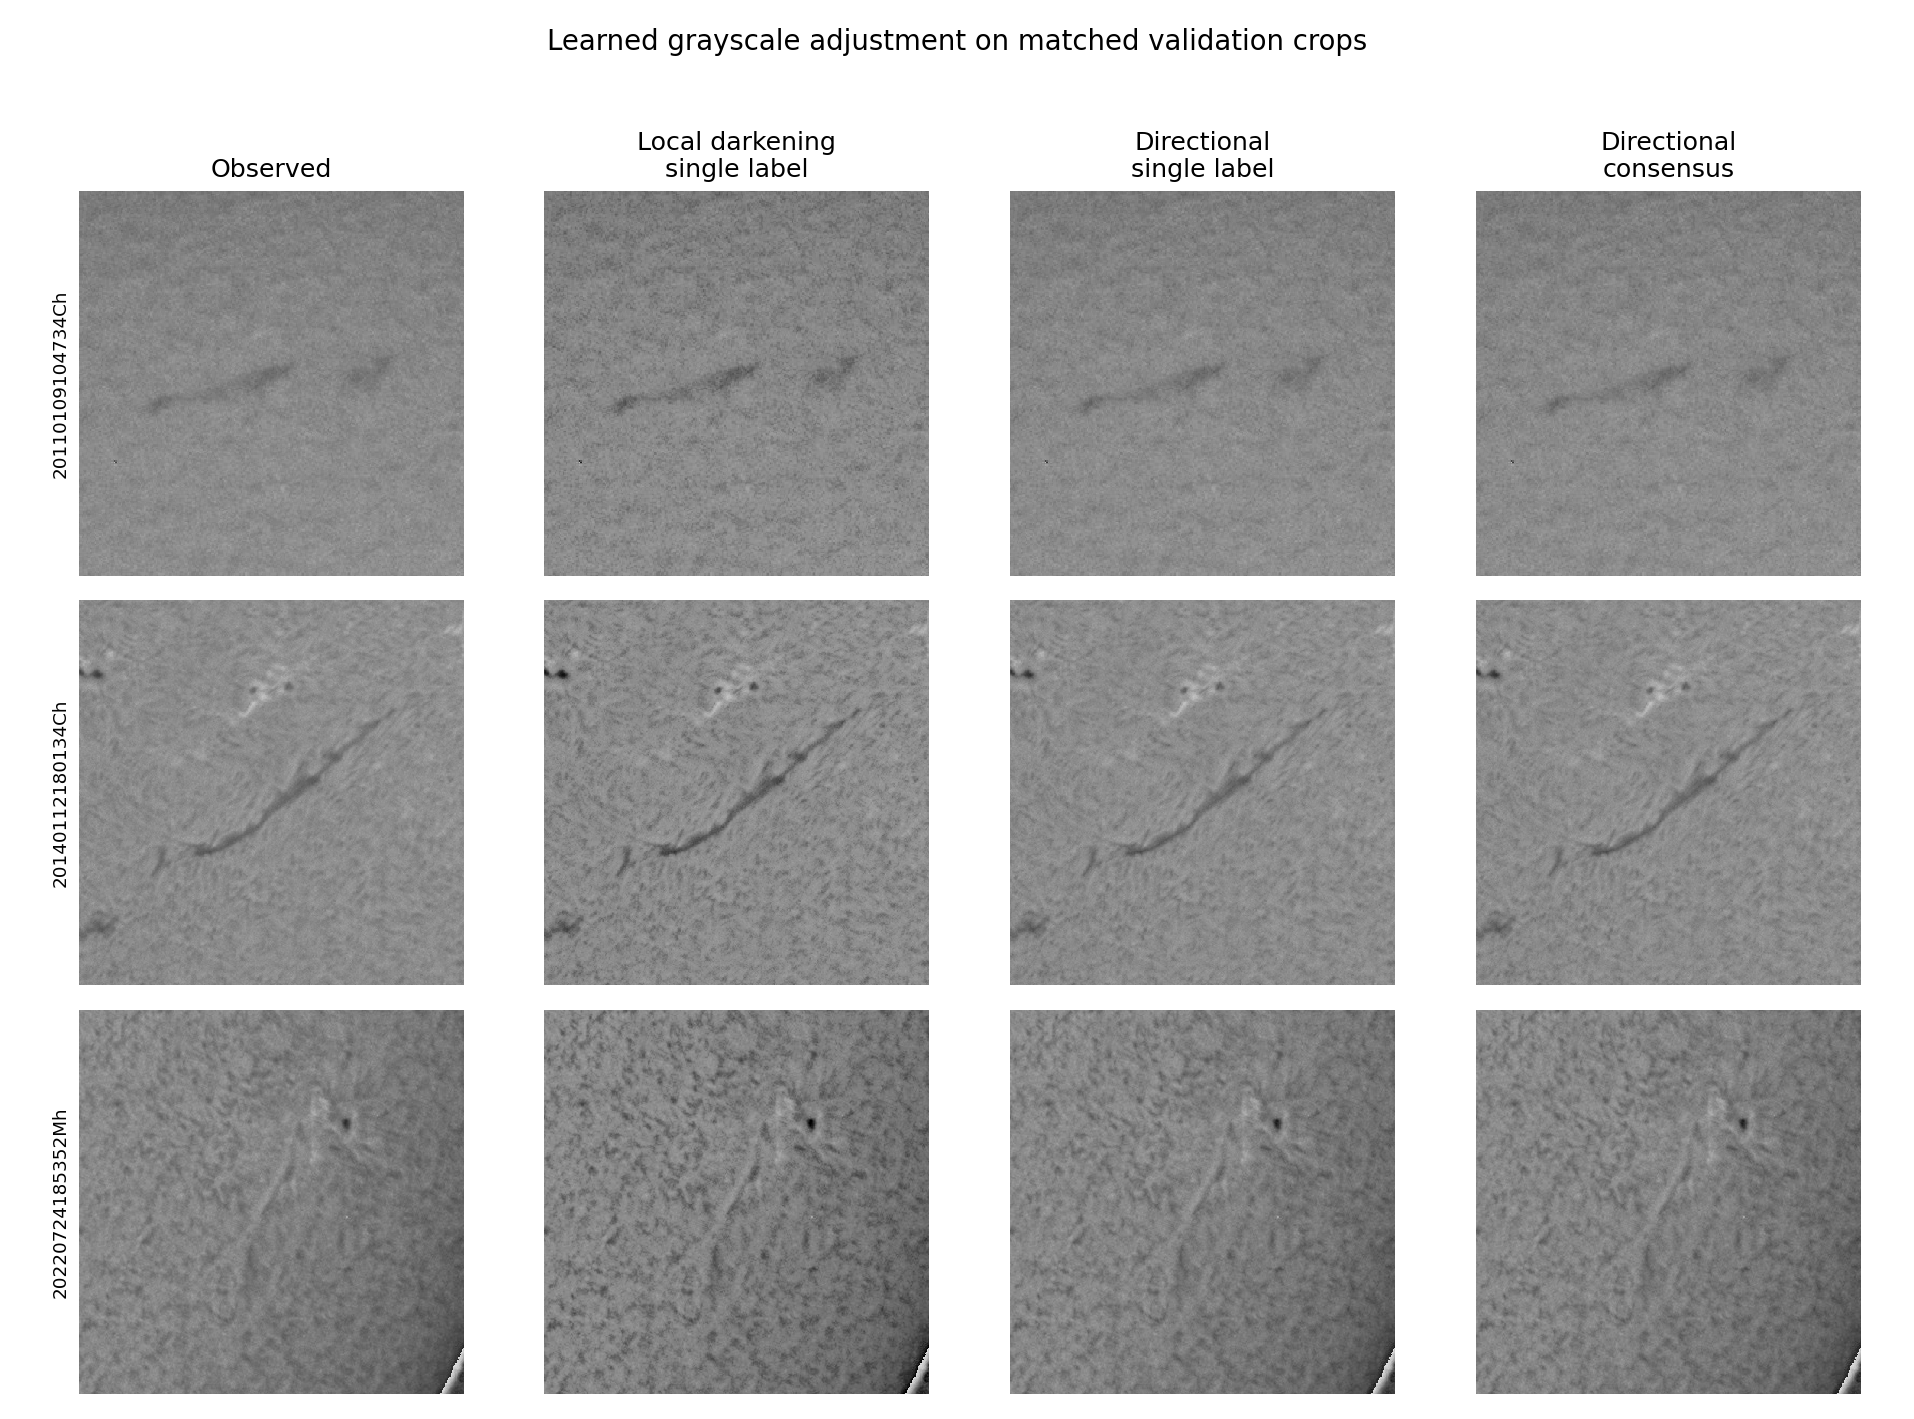 Learned grayscale adjustment on matched validation crops
Observed
Local darkening
single label
Directional
single label
Directional
consensus
20110109104734Ch
20140112180134Ch
20220724185352Mh